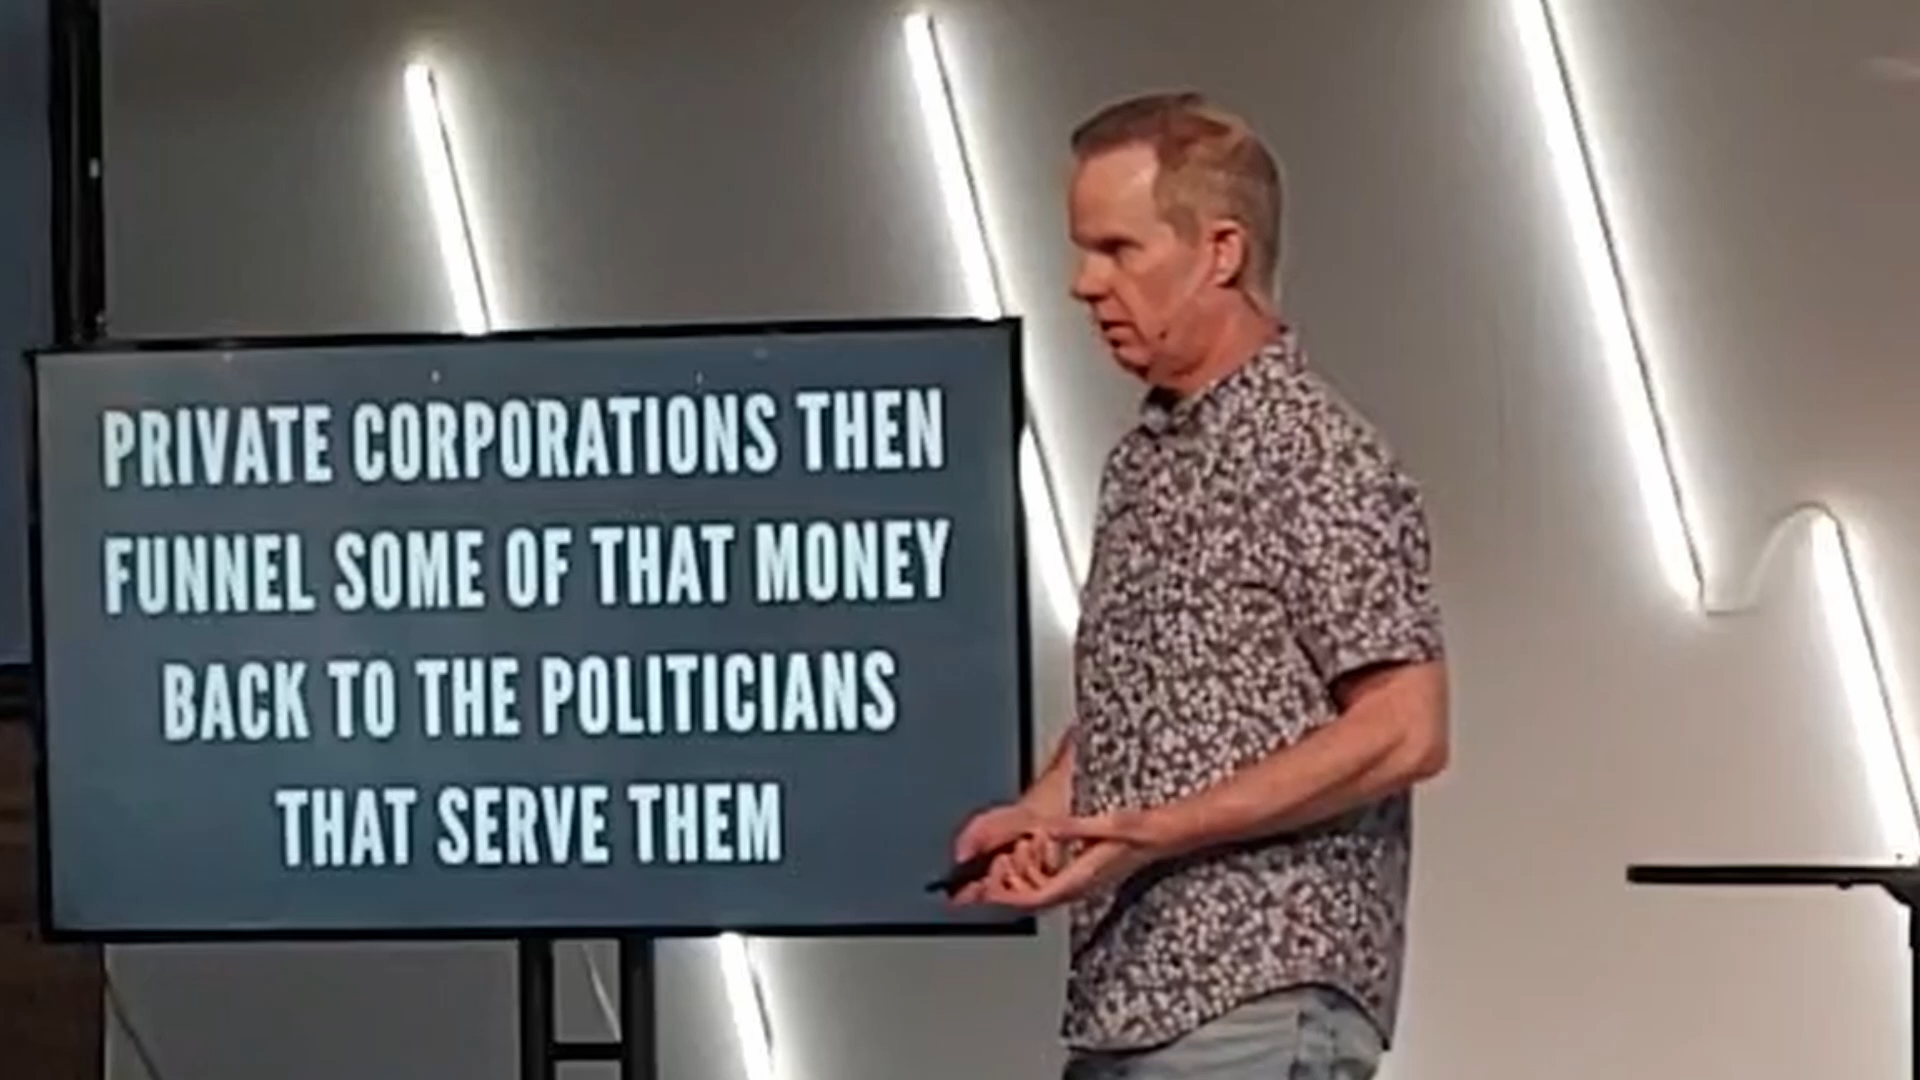 PRIVATE CORPORATIONS THEN
FUNNEL SOME OF THAT MONEY
BACK TO THE POLITICIANS
THAT SERVE THEM